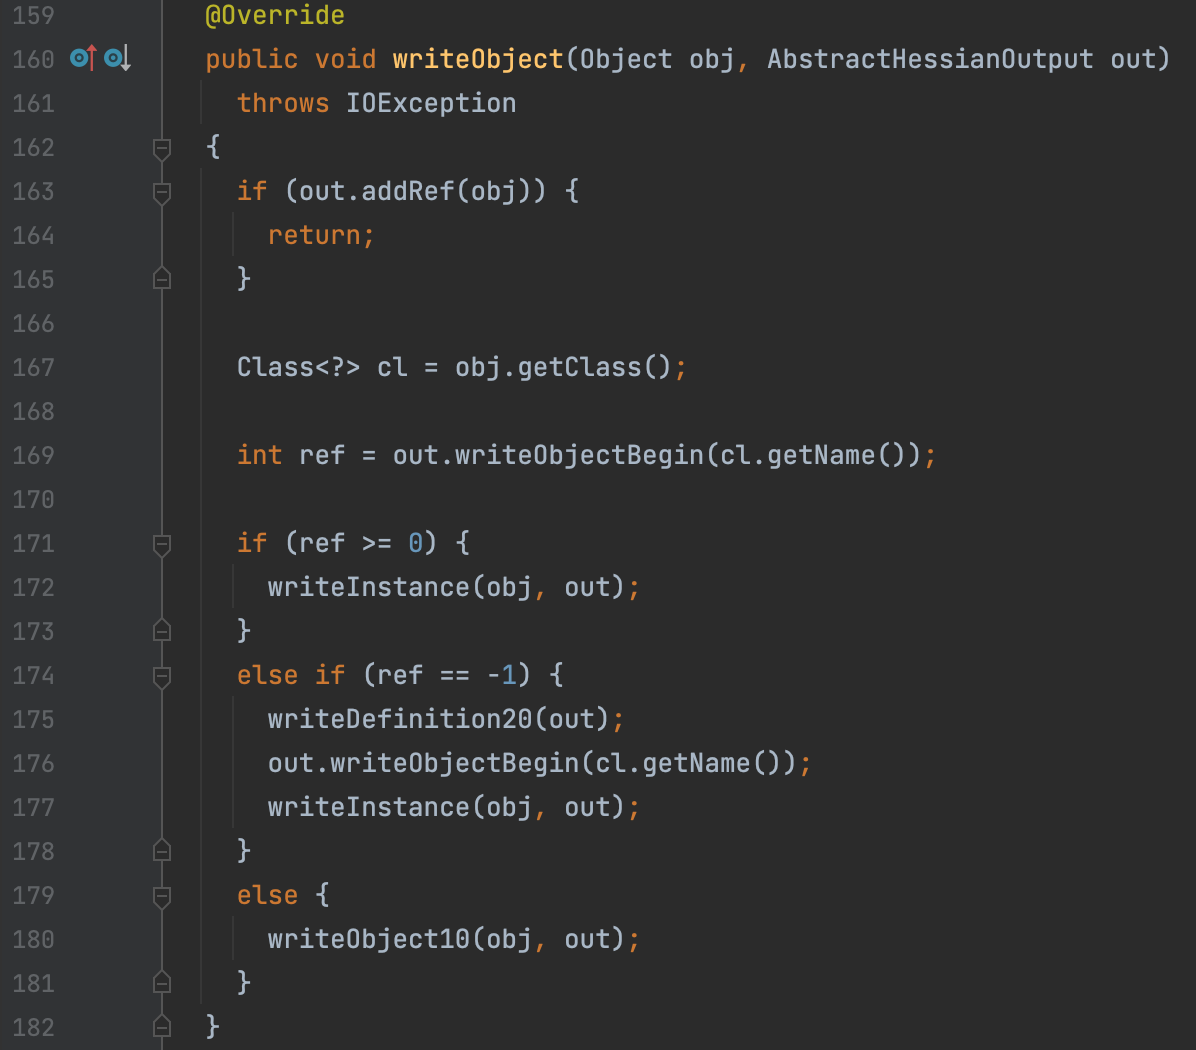 159 @Override
160 public void writeObject(Object obj, AbstractHessianOutput out)
161 throws IOException
162 {
163 if (out.addRef(obj)) {
164 return;
165 }
166
167 Class<?> cl = obj.getClass();
168
169 int ref = out.writeObjectBegin(cl.getName());
170
171 if (ref >= 0) {
172 writeInstance(obj, out);
173 }
174 else if (ref == -1) {
175 writeDefinition20(out);
176 out.writeObjectBegin(cl.getName());
177 writeInstance(obj, out);
178 }
179 else {
180 writeObject10(obj, out);
181 }
182 }